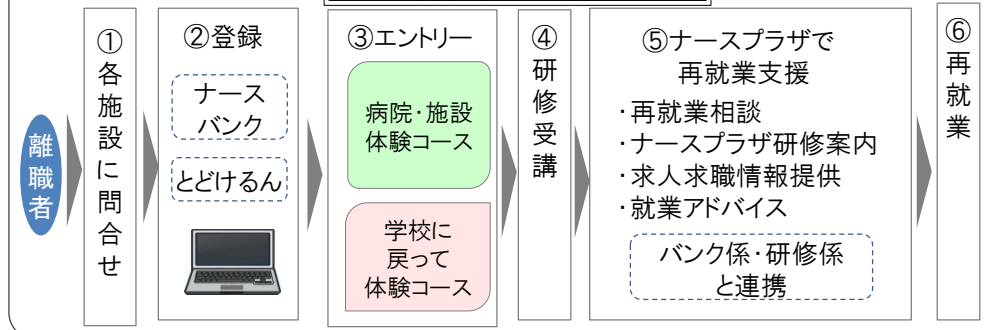 離職者
①各施設に問合せ
②登録
ナース
バンク
とどけるん
③エントリー
病院・施設
体験コース
学校に
戻って
体験コース
④研修受講
⑤ナースプラザで
再就業支援
・再就業相談
・ナースプラザ研修案内
・求人求職情報提供
・就業アドバイス
バンク係・研修係
と連携
⑥再就業